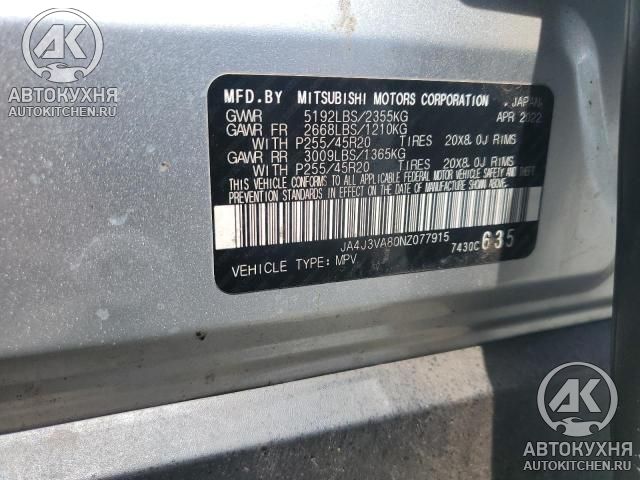 AK
АВТОКУХНЯ
AUTOKITCHEN.RU
MFD.BY MITSUBISHI MOTORS CORPORATION , JAPAN
GVWR 5192LBS/2355KG APR 2022
GAWR FR 2668LBS/1210KG
WITH P255/45R20 TIRES 20X8.0J RIMS
GAWR RR 3009LBS/1365KG
WITH P255/45R20 TIRES 20X8.0J RIMS
THIS VEHICLE CONFORMS TO ALL APPLICABLE FEDERAL MOTOR VEHICLE SAFETY AND THEFT
PREVENTION STANDARDS IN EFFECT ON THE DATE OF MANUFACTURE SHOWN ABOVE.
JA4J3VA80NZ077915
7430C 635
VEHICLE TYPE: MPV
AK
АВТОКУХНЯ
AUTOKITCHEN.RU